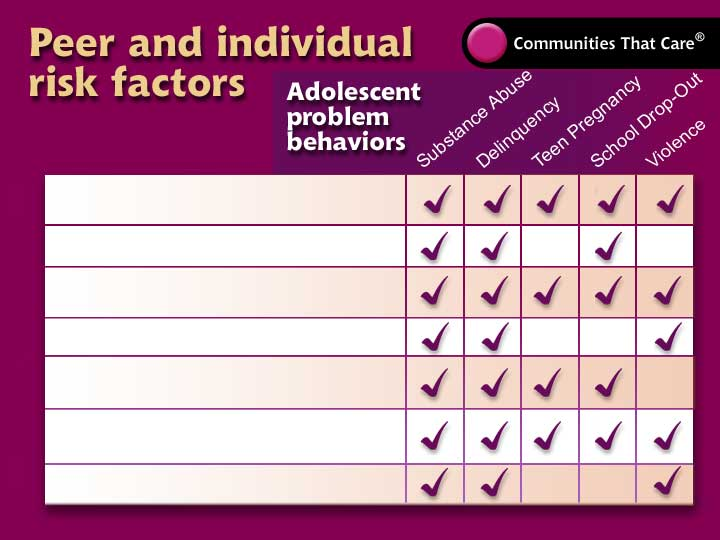 Peer and individual
risk factors
Communities That Care®
Adolescent
problem
behaviors
Substance Abuse
Delinquency
Teen Pregnancy
School Drop-Out
Violence